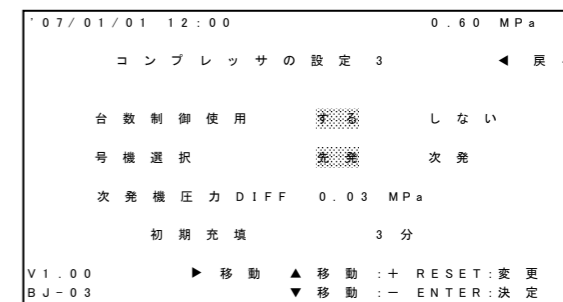 '07/01/01 12:00 0.60 MPa
コンプレッサの設定 3 ◀ 戻
台数制御使用 する しない
号機選択 先発 次発
次発機圧力DIFF 0.03 MPa
初期充填 3 分
V1.00 ▶ 移動 ▲ 移動:+ RESET:変更
BJ-03 ▼ 移動:- ENTER:決定